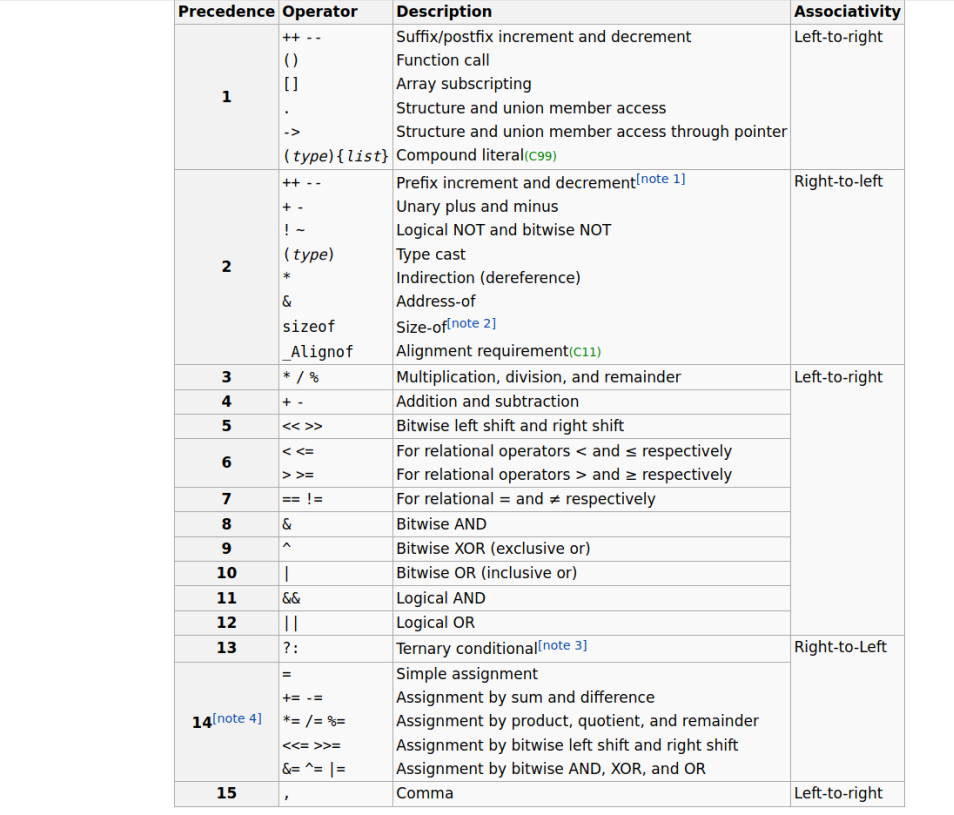 Precedence Operator Description Associativity
1 ++ -- Suffix/postfix increment and decrement Left-to-right
() Function call
[] Array subscripting
. Structure and union member access
-> Structure and union member access through pointer
(type){list} Compound literal(C99)
2 ++ -- Prefix increment and decrement[note 1] Right-to-left
+ - Unary plus and minus
! ~ Logical NOT and bitwise NOT
(type) Type cast
* Indirection (dereference)
& Address-of
sizeof Size-of[note 2]
_Alignof Alignment requirement(C11)
3 * / % Multiplication, division, and remainder Left-to-right
4 + - Addition and subtraction
5 << >> Bitwise left shift and right shift
6 < <= For relational operators < and ≤ respectively
> >= For relational operators > and ≥ respectively
7 == != For relational = and ≠ respectively
8 & Bitwise AND
9 ^ Bitwise XOR (exclusive or)
10 | Bitwise OR (inclusive or)
11 && Logical AND
12 || Logical OR
13 ?: Ternary conditional[note 3] Right-to-Left
14[note 4] = Simple assignment
+= -= Assignment by sum and difference
*= /= %= Assignment by product, quotient, and remainder
<<= >>= Assignment by bitwise left shift and right shift
&= ^= |= Assignment by bitwise AND, XOR, and OR
15 , Comma Left-to-right